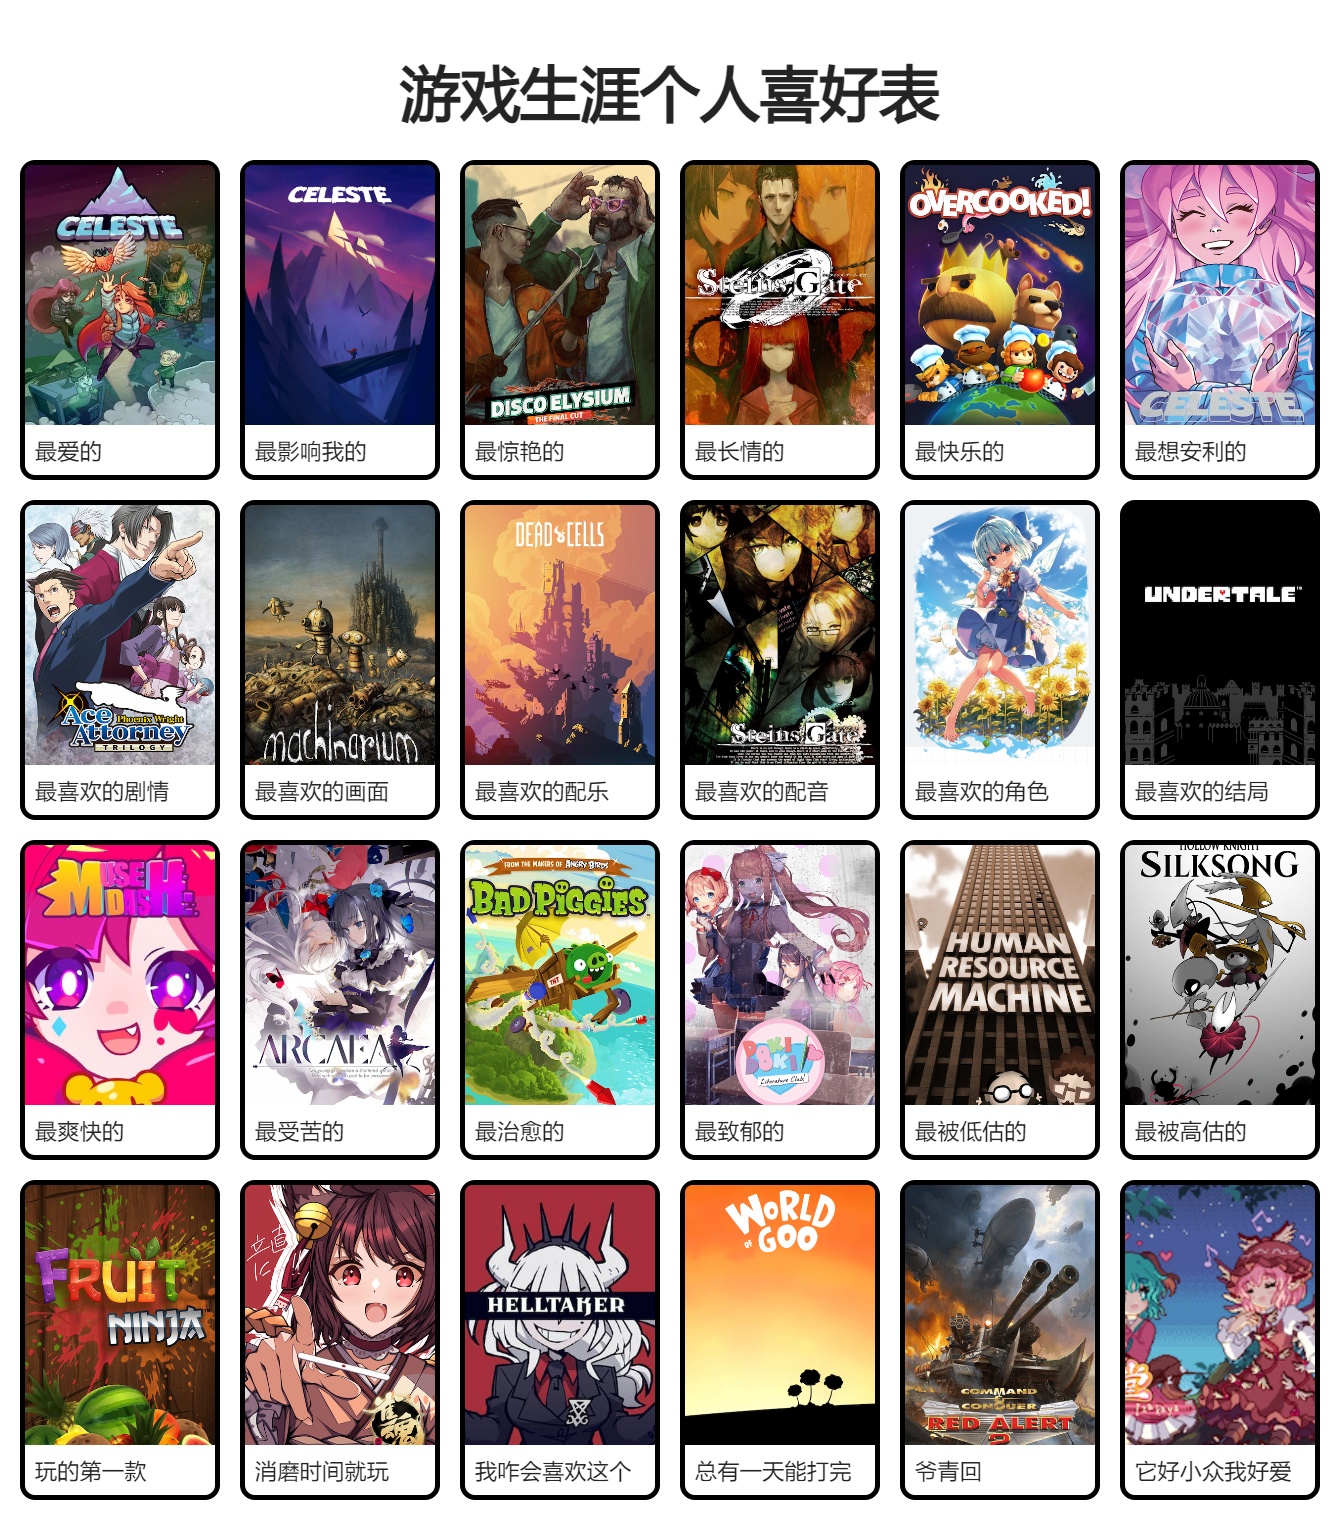 游戏生涯个人喜好表
CELESTE
CELESTE
DISCO ELYSIUM
THE FINAL CUT
Steins;Gate
0
OVERCOOKED!
CELESTE
最爱的
最影响我的
最惊艳的
最长情的
最快乐的
最想安利的
Phoenix Wright
Ace
Attorney
TRILOGY
machinarium
DEAD CELLS
Steins;Gate
UNDERTALE
最喜欢的剧情
最喜欢的画面
最喜欢的配乐
最喜欢的配音
最喜欢的角色
最喜欢的结局
MUSE
DASH
ARCAEA
FROM THE MAKERS OF ANGRY BIRDS
BAD PIGGIES
TNT
DOKI
DOKI
Literature Club!
HUMAN
RESOURCE
MACHINE
HOLLOW KNIGHT
SILKSONG
最爽快的
最受苦的
最治愈的
最致郁的
最被低估的
最被高估的
FRUIT
NINJA
立直
に
HELLTAKER
WORLD
OF
GOO
COMMAND
&
CONQUER
RED ALERT
2
玩的第一款
消磨时间就玩
我咋会喜欢这个
总有一天能打完
爷青回
它好小众我好爱